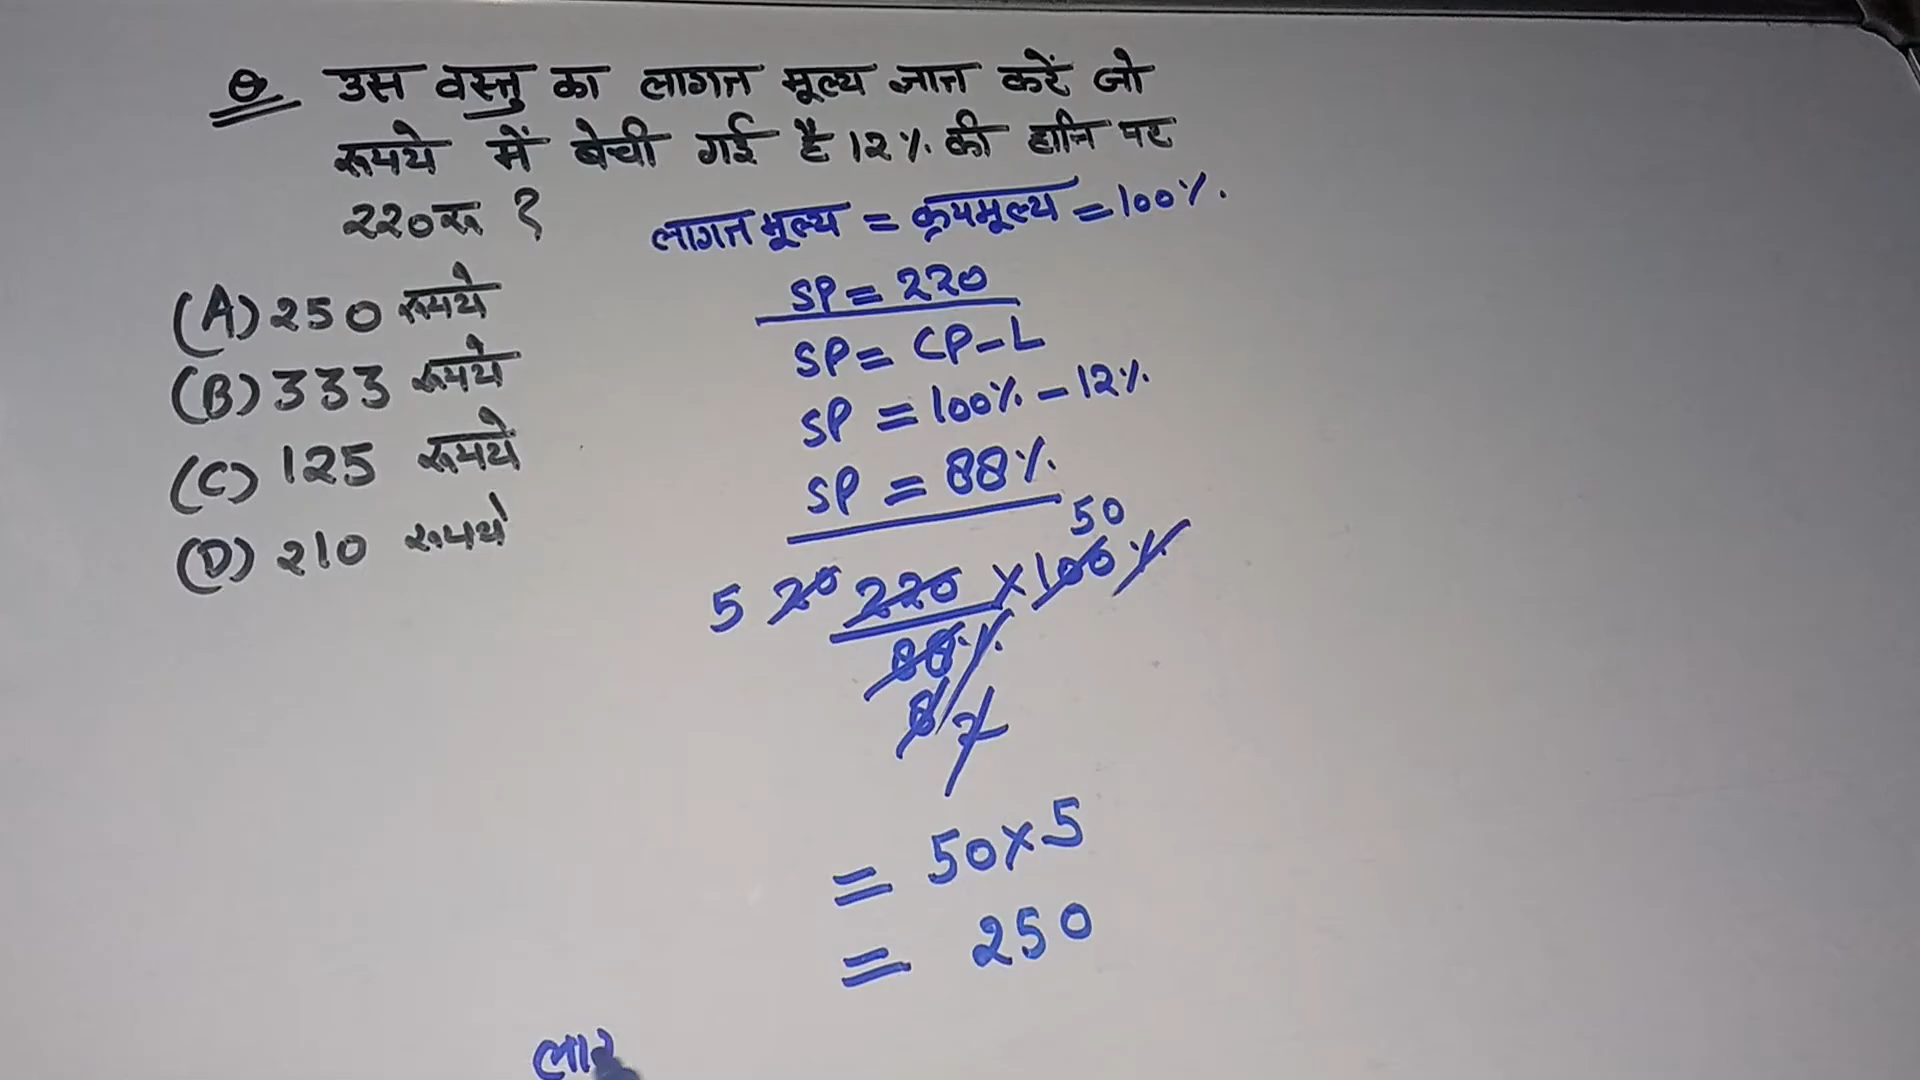 Q उस वस्तु का लागत मूल्य ज्ञात करें जो
रूपये में बेची गई है 12% की हानि पर
220रू ?
(A) 250 रूपये
(B) 333 रूपये
(C) 125 रूपये
(D) 210 रूपये
लागत मूल्य = क्रयमूल्य = 100%
SP = 220
SP = CP - L
SP = 100% - 12%
SP = 88%
50
5 20 220 × 100%
88%
8 2
= 50 × 5
= 250
ला